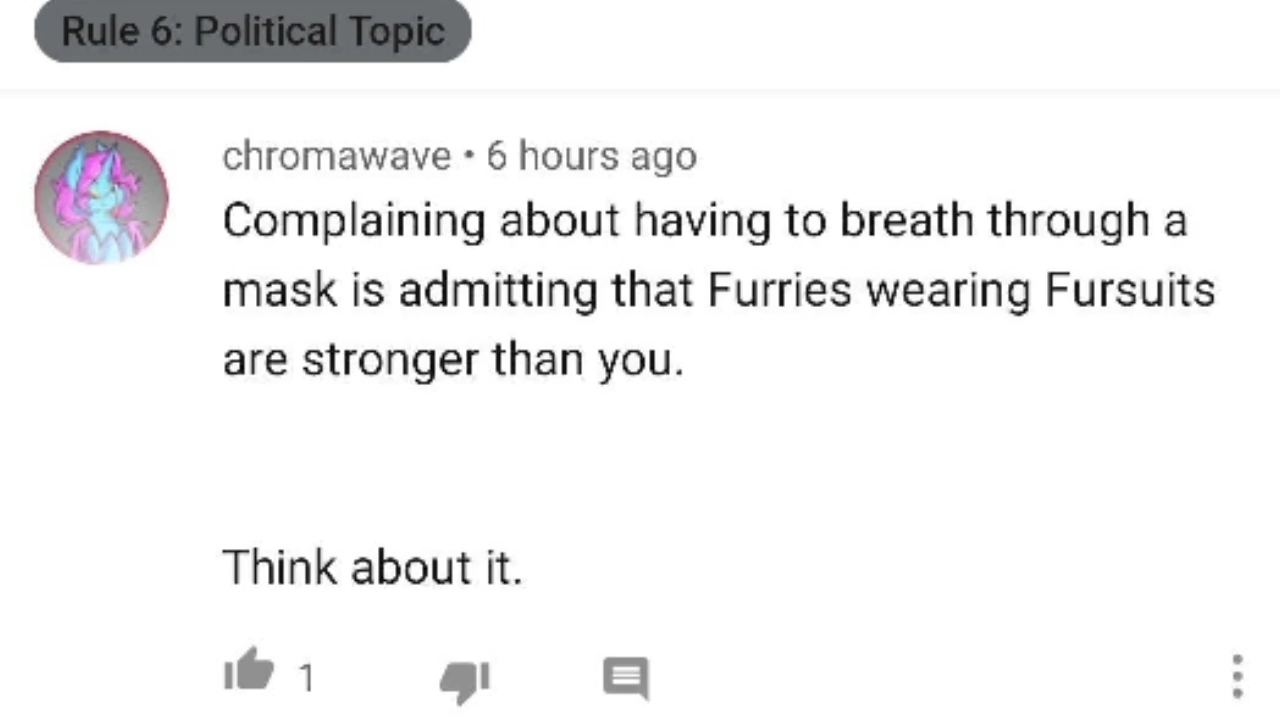 Rule 6: Political Topic
chromawave • 6 hours ago
Complaining about having to breath through a
mask is admitting that Furries wearing Fursuits
are stronger than you.
Think about it.
1